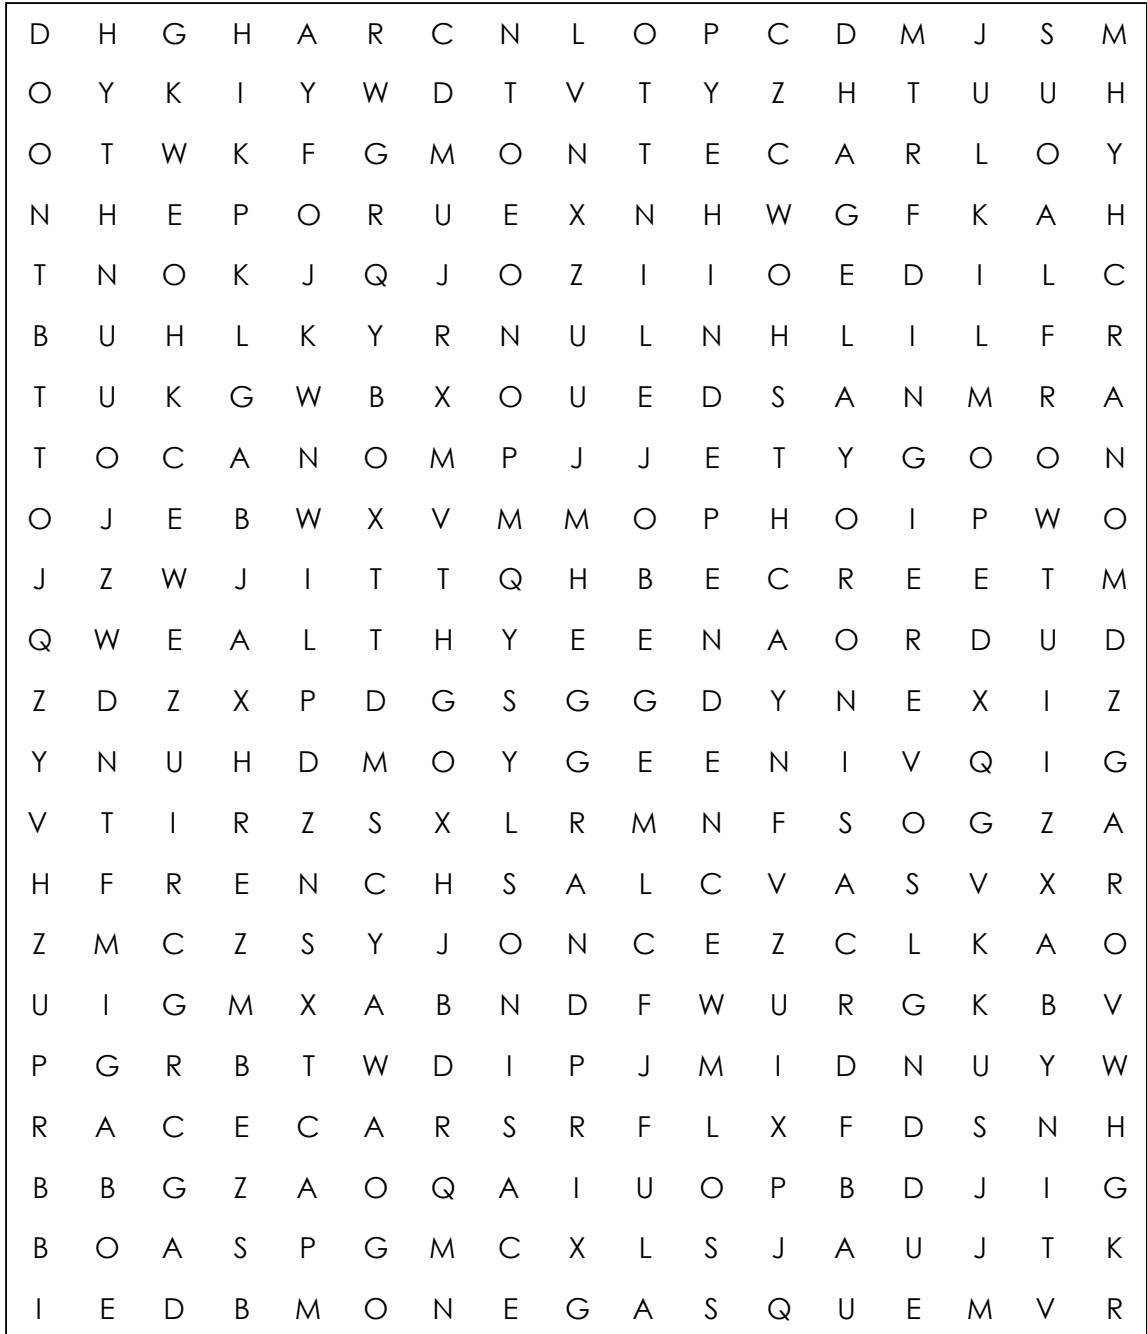 D H G H A R C N L O P C D M J S M
O Y K I Y W D T V T Y Z H T U U H
O T W K F G M O N T E C A R L O Y
N H E P O R U E X N H W G F K A H
T N O K J Q J O Z I I O E D I L C
B U H L K Y R N U L N H L I L F R
T U K G W B X O U E D S A N M R A
T O C A N O M P J J E T Y G O O N
O J E B W X V M M O P H O I P W O
J Z W J I T T Q H B E C R E E T M
Q W E A L T H Y E E N A O R D U D
Z D Z X P D G S G G D Y N E X I Z
Y N U H D M O Y G E E N I V Q I G
V T I R Z S X L R M N F S O G Z A
H F R E N C H S A L C V A S V X R
Z M C Z S Y J O N C E Z C L K A O
U I G M X A B N D F W U R G K B V
P G R B T W D I P J M I D N U Y W
R A C E C A R S R F L X F D S N H
B B G Z A O Q A I U O P B D J I G
B O A S P G M C X L S J A U J T K
I E D B M O N E G A S Q U E M V R